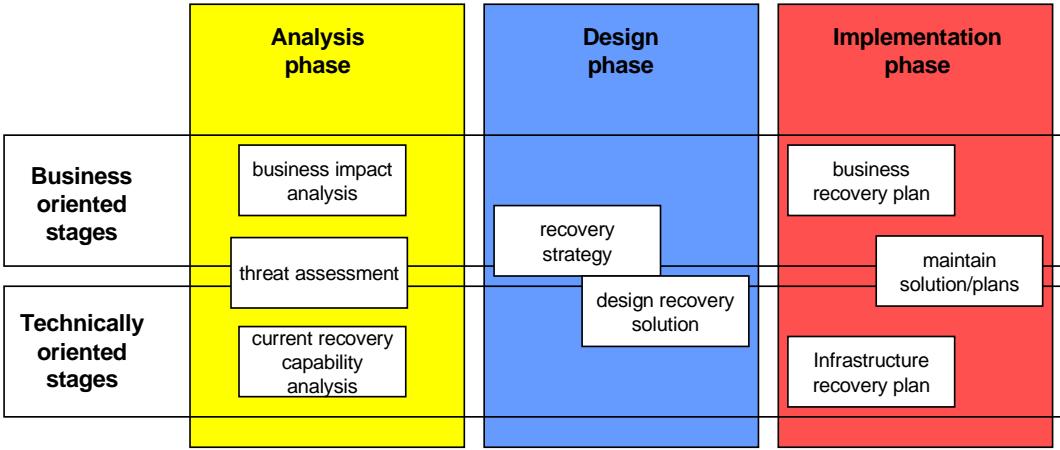 Analysis
phase
Design
phase
Implementation
phase
Business
oriented
stages
business impact
analysis
threat assessment
recovery
strategy
business
recovery plan
maintain
solution/plans
Technically
oriented
stages
current recovery
capability
analysis
design recovery
solution
Infrastructure
recovery plan